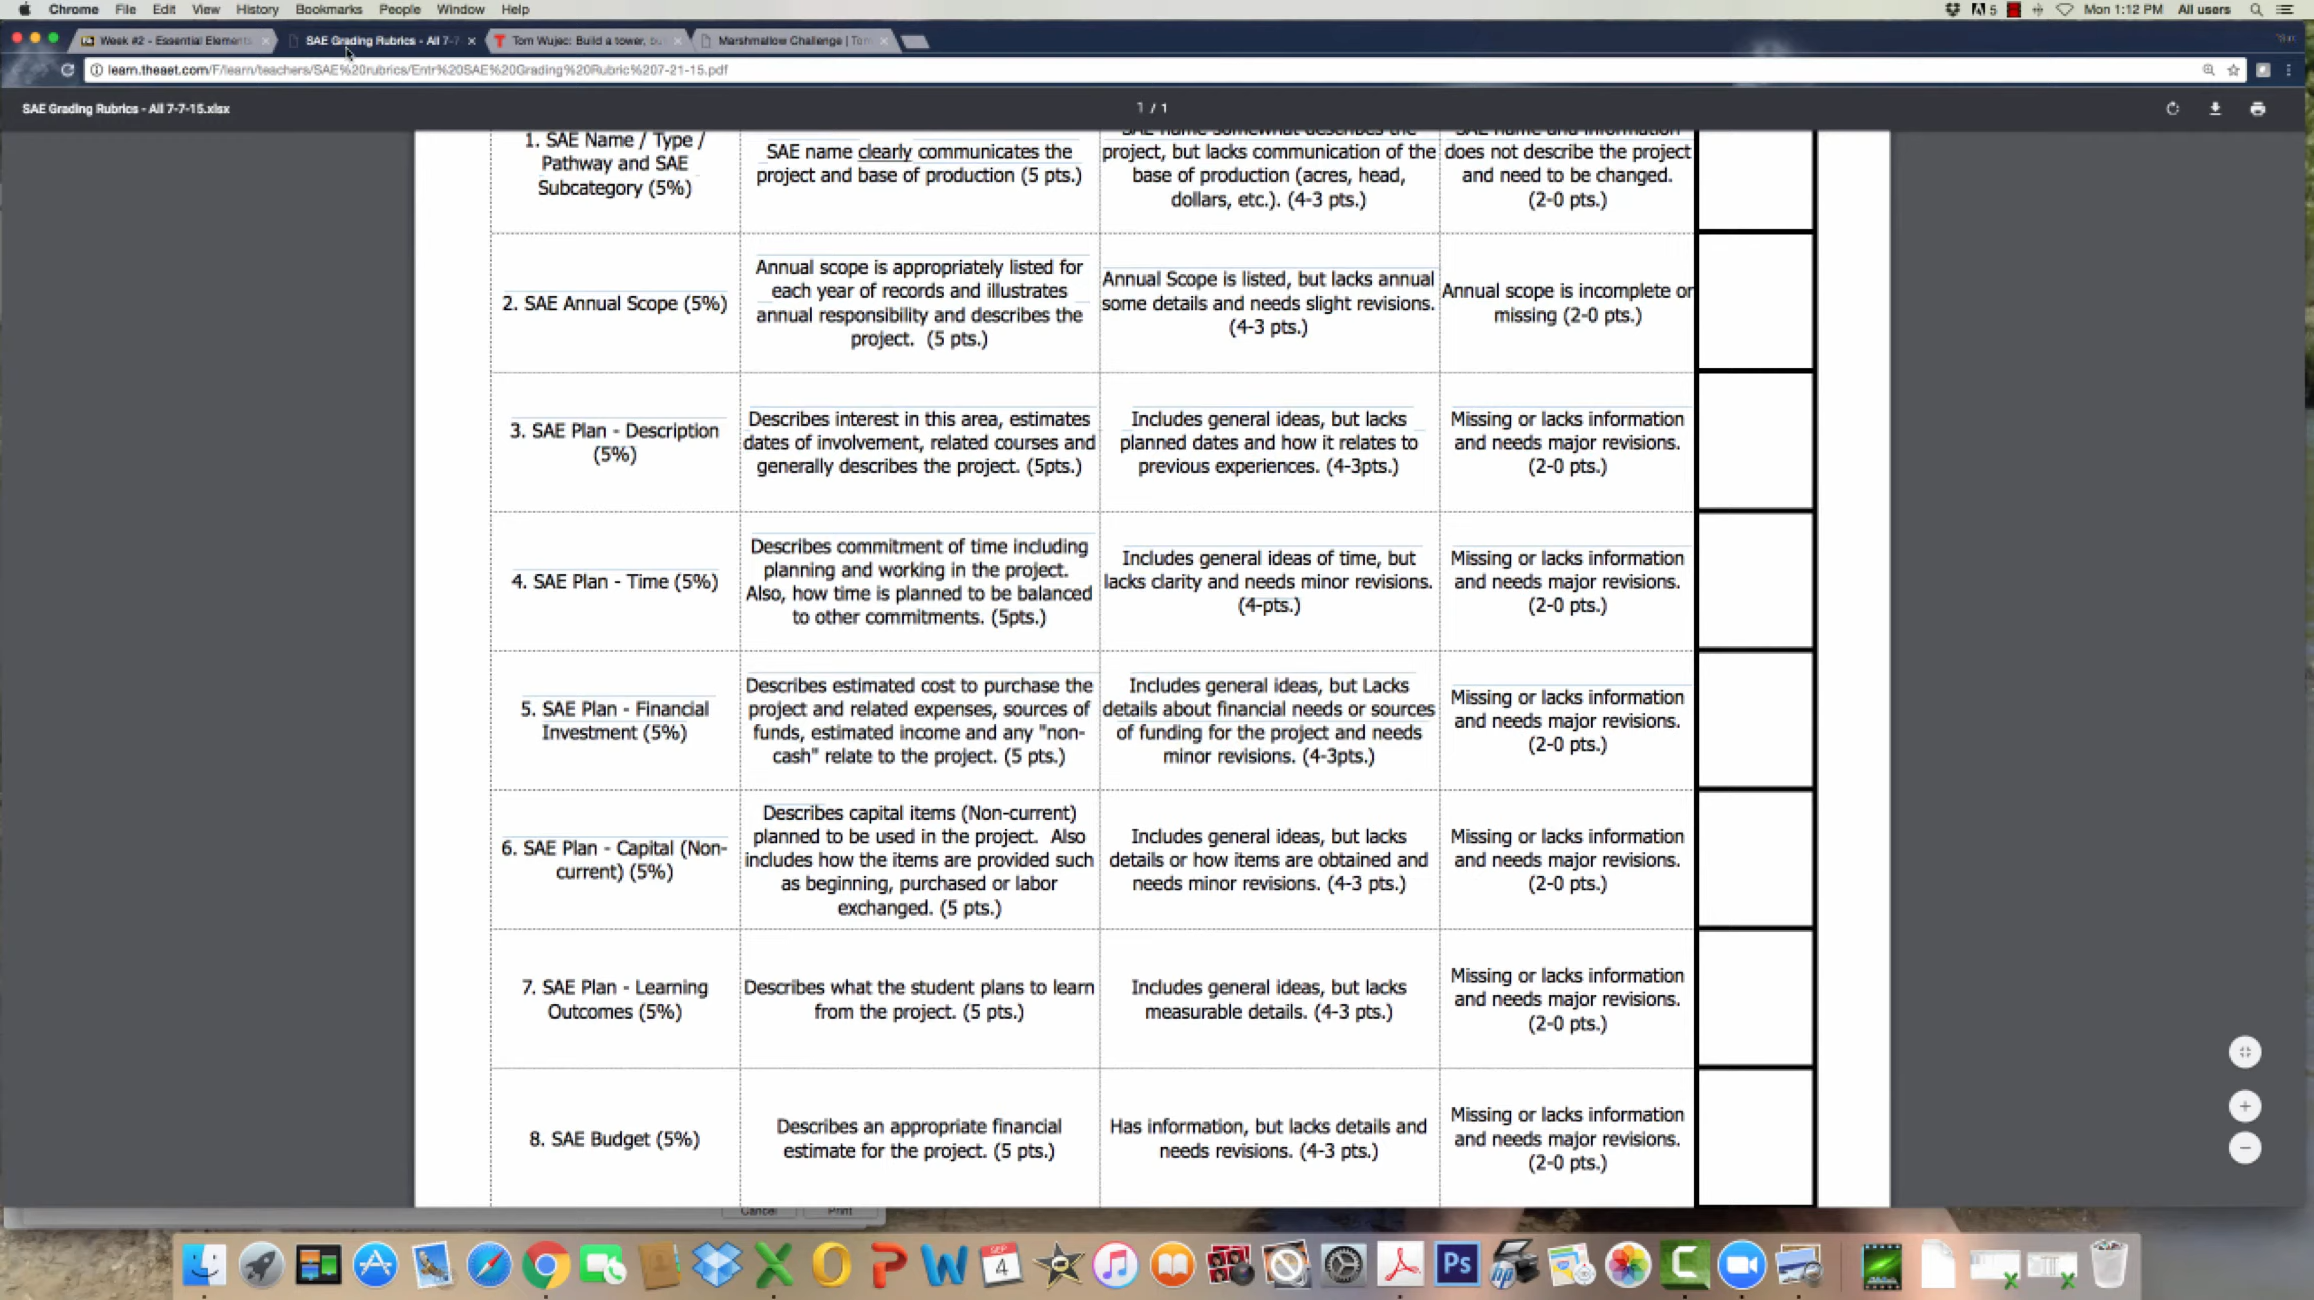 Chrome File Edit View History Bookmarks People Window Help
5 Mon 1:12 PM All users
Week #2 - Essential Element
SAE Grading Rubrics - All 7-7
Tom Wujec: Build a tower,
Marshmallow Challenge | Tom
learn.theaet.com/F/learn/teachers/SAE%20rubrics/Entr%20SAE%20Grading%20Rubric%207-21-15.pdf
SAE Grading Rubrics - All 7-7-15.xlsx
1 / 1
1. SAE Name / Type /
Pathway and SAE
Subcategory (5%)
SAE name clearly communicates the
project and base of production (5 pts.)
SAE name somewhat describes the
project, but lacks communication of the
base of production (acres, head,
dollars, etc.). (4-3 pts.)
SAE name and information
does not describe the project
and need to be changed.
(2-0 pts.)
2. SAE Annual Scope (5%)
Annual scope is appropriately listed for
each year of records and illustrates
annual responsibility and describes the
project. (5 pts.)
Annual Scope is listed, but lacks annual
some details and needs slight revisions.
(4-3 pts.)
Annual scope is incomplete or
missing (2-0 pts.)
3. SAE Plan - Description
(5%)
Describes interest in this area, estimates
dates of involvement, related courses and
generally describes the project. (5pts.)
Includes general ideas, but lacks
planned dates and how it relates to
previous experiences. (4-3pts.)
Missing or lacks information
and needs major revisions.
(2-0 pts.)
4. SAE Plan - Time (5%)
Describes commitment of time including
planning and working in the project.
Also, how time is planned to be balanced
to other commitments. (5pts.)
Includes general ideas of time, but
lacks clarity and needs minor revisions.
(4-pts.)
Missing or lacks information
and needs major revisions.
(2-0 pts.)
5. SAE Plan - Financial
Investment (5%)
Describes estimated cost to purchase the
project and related expenses, sources of
funds, estimated income and any "non-
cash" relate to the project. (5 pts.)
Includes general ideas, but Lacks
details about financial needs or sources
of funding for the project and needs
minor revisions. (4-3pts.)
Missing or lacks information
and needs major revisions.
(2-0 pts.)
6. SAE Plan - Capital (Non-
current) (5%)
Describes capital items (Non-current)
planned to be used in the project. Also
includes how the items are provided such
as beginning, purchased or labor
exchanged. (5 pts.)
Includes general ideas, but lacks
details or how items are obtained and
needs minor revisions. (4-3 pts.)
Missing or lacks information
and needs major revisions.
(2-0 pts.)
7. SAE Plan - Learning
Outcomes (5%)
Describes what the student plans to learn
from the project. (5 pts.)
Includes general ideas, but lacks
measurable details. (4-3 pts.)
Missing or lacks information
and needs major revisions.
(2-0 pts.)
8. SAE Budget (5%)
Describes an appropriate financial
estimate for the project. (5 pts.)
Has information, but lacks details and
needs revisions. (4-3 pts.)
Missing or lacks information
and needs major revisions.
(2-0 pts.)
Cancel Print
SEP
4
Ps
hp